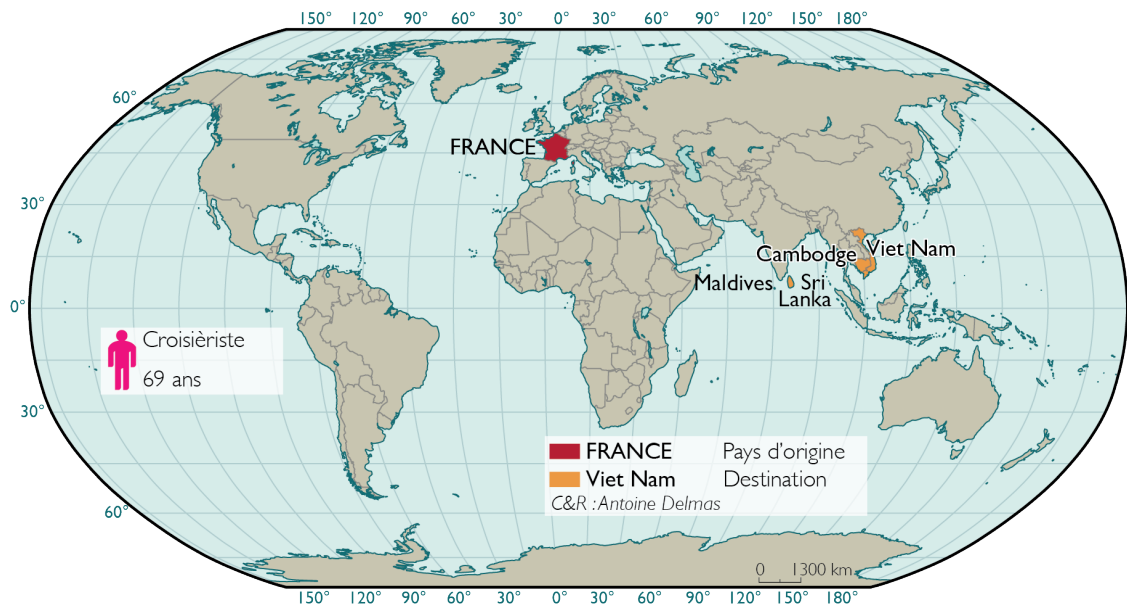 150° 120° 90° 60° 30° 0° 30° 60° 90° 120° 150° 180°
60°
FRANCE
30°
Viet Nam
Cambodge
Maldives Sri
Lanka
0°
Croisièriste
69 ans
30°
FRANCE Pays d'origine
Viet Nam Destination
C&R : Antoine Delmas
60°
0 1300 km
150° 120° 90° 60° 30° 0° 30° 60° 90° 120° 150° 180°